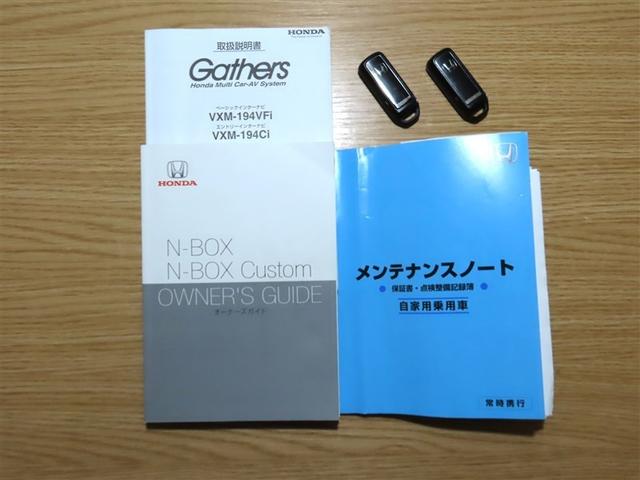 HONDA
取扱説明書
Gathers
Honda Multi Car-AV System
ベーシックインターナビ
VXM-194VFi
エントリーインターナビ
VXM-194Ci
HONDA
N-BOX
N-BOX Custom
OWNER'S GUIDE
オーナーズガイド
メンテナンスノート
保証書・点検整備記録簿
自家用乗用車
常時携行